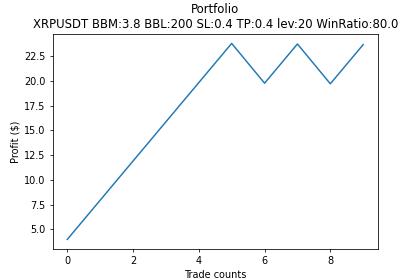 Portfolio
XRPUSDT BBM:3.8 BBL:200 SL:0.4 TP:0.4 lev:20 WinRatio:80.0
22.5
20.0
17.5
15.0
12.5
10.0
7.5
5.0
Profit ($)
0 2 4 6 8
Trade counts